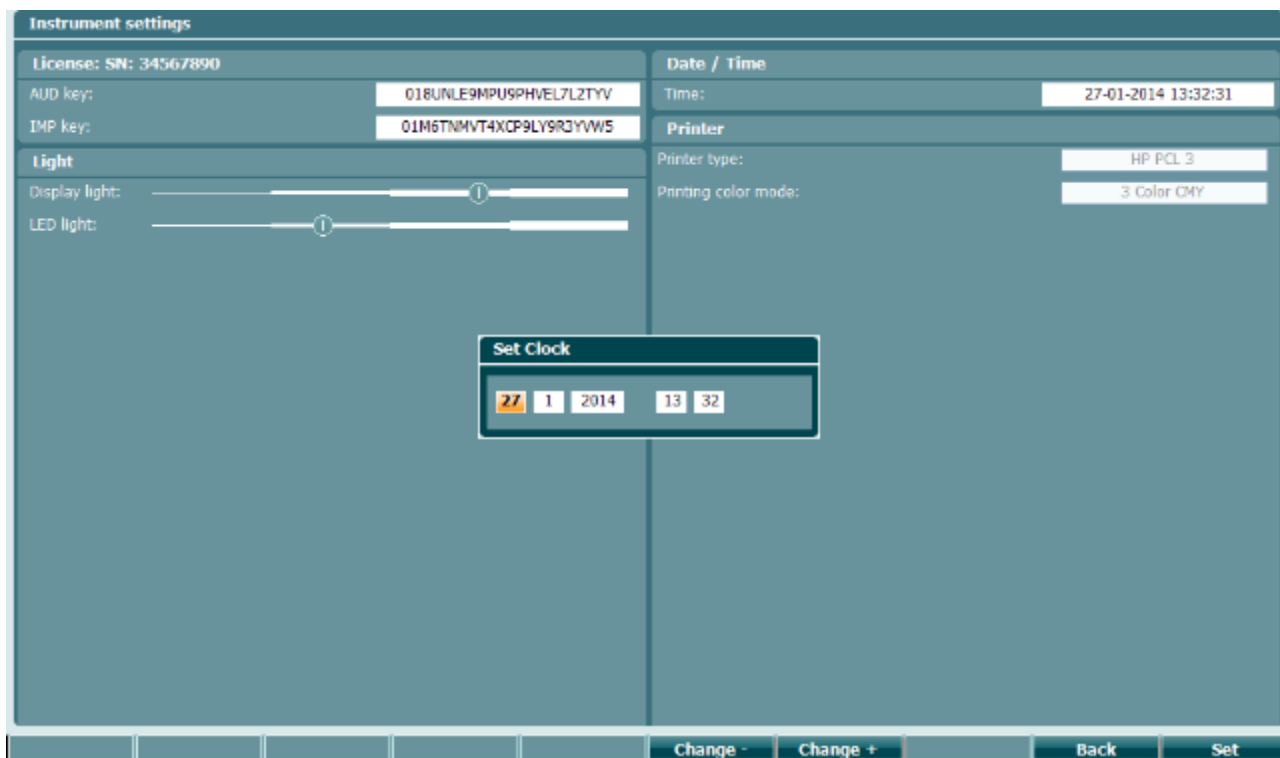 Instrument settings
License: SN: 34567890
AUD key: 018UNLE9MPU9PHVEL7L2TYV
IMP key: 01M6TNMVT4XCP9LY9R3YVW5
Light
Display light:
LED light:
Date / Time
Time: 27-01-2014 13:32:31
Printer
Printer type: HP PCL 3
Printing color mode: 3 Color CMY
Set Clock
27 1 2014 13 32
Change - Change + Back Set